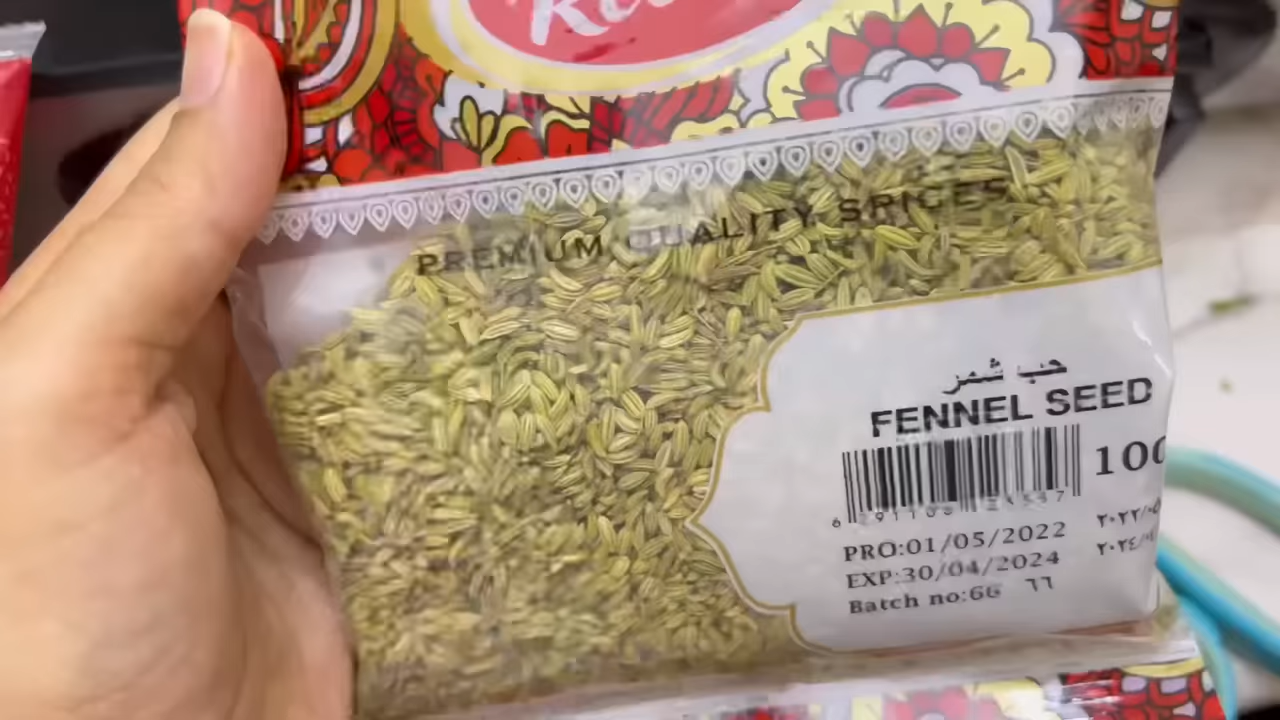 PREMIUM QUALITY SPICES
حب شمر
FENNEL SEED
100
PRO:01/05/2022
EXP:30/04/2024
Batch no:66 ٦٦